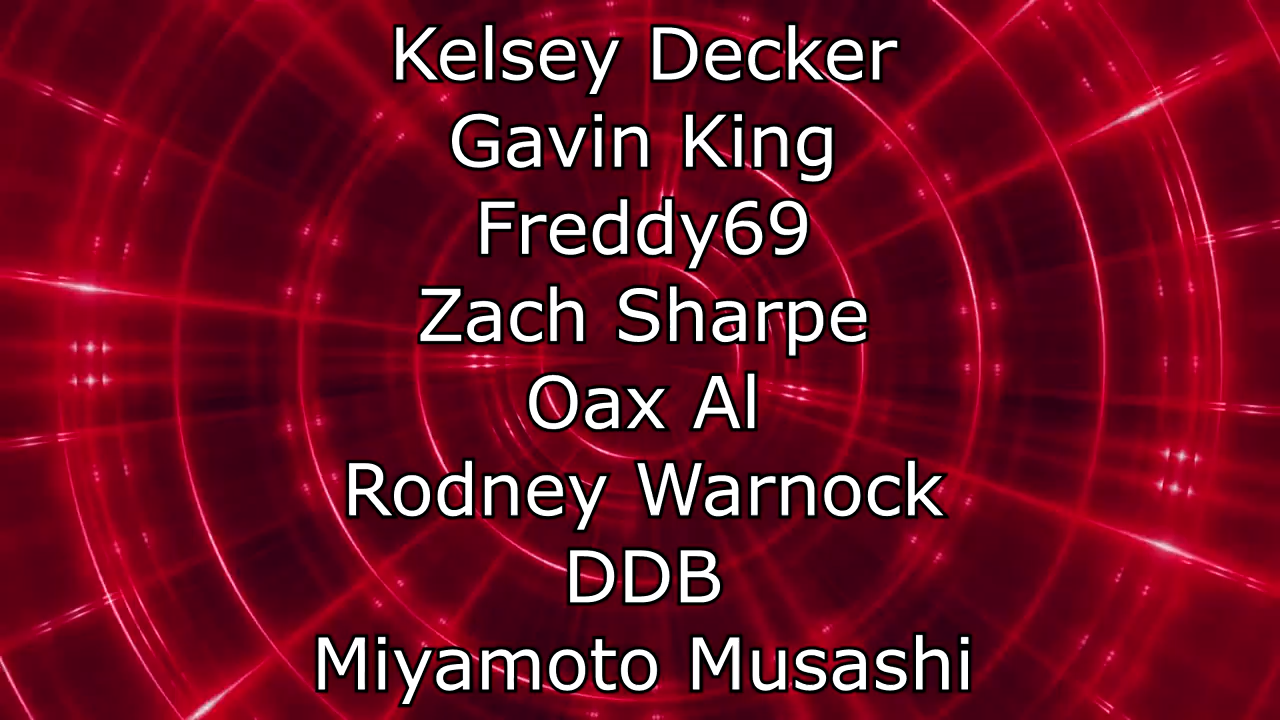 Kelsey Decker
Gavin King
Freddy69
Zach Sharpe
Oax Al
Rodney Warnock
DDB
Miyamoto Musashi